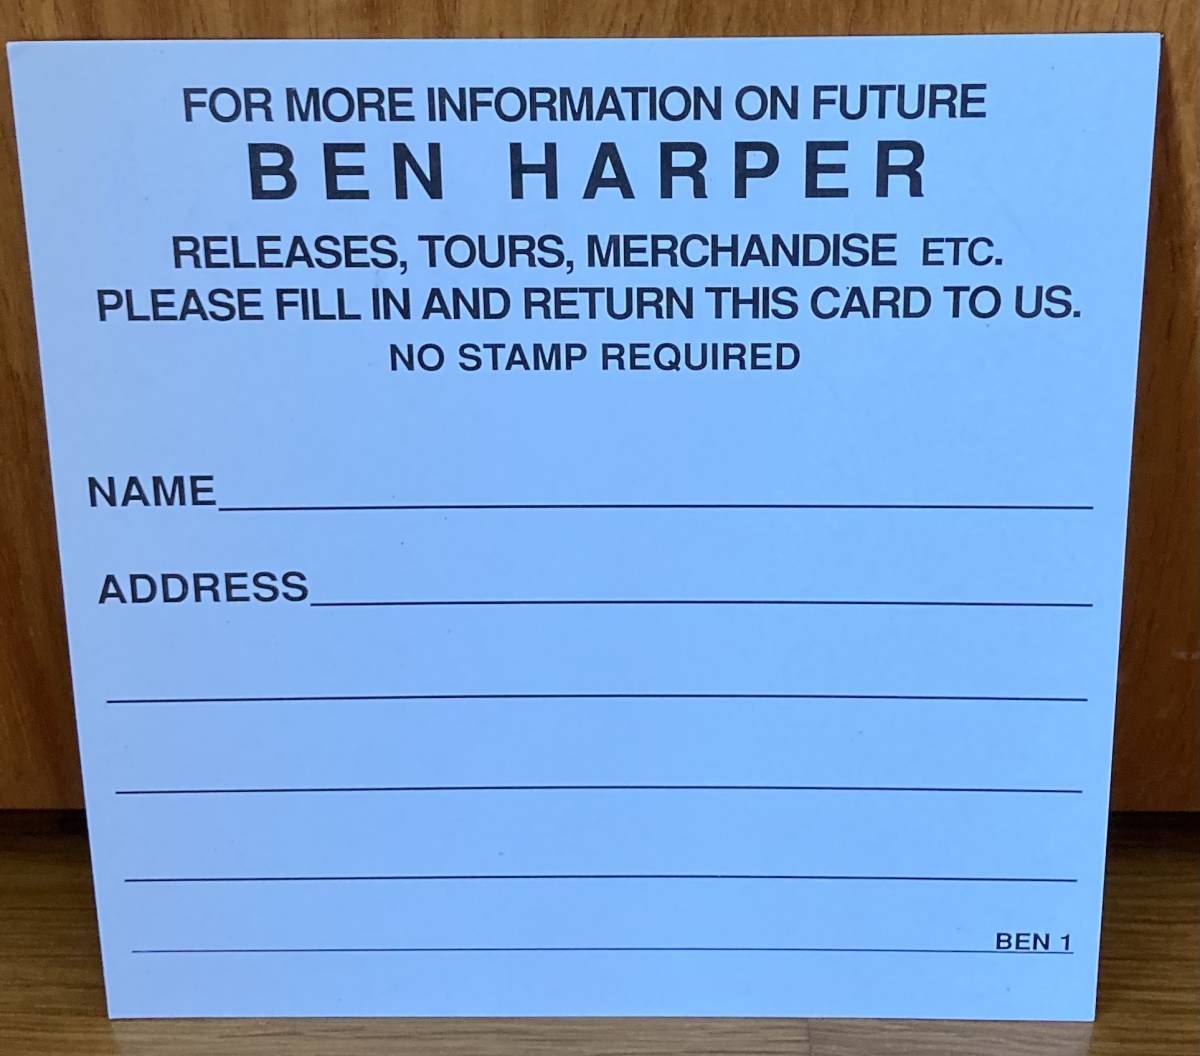 FOR MORE INFORMATION ON FUTURE
BEN HARPER
RELEASES, TOURS, MERCHANDISE ETC.
PLEASE FILL IN AND RETURN THIS CARD TO US.
NO STAMP REQUIRED
NAME
ADDRESS
BEN 1